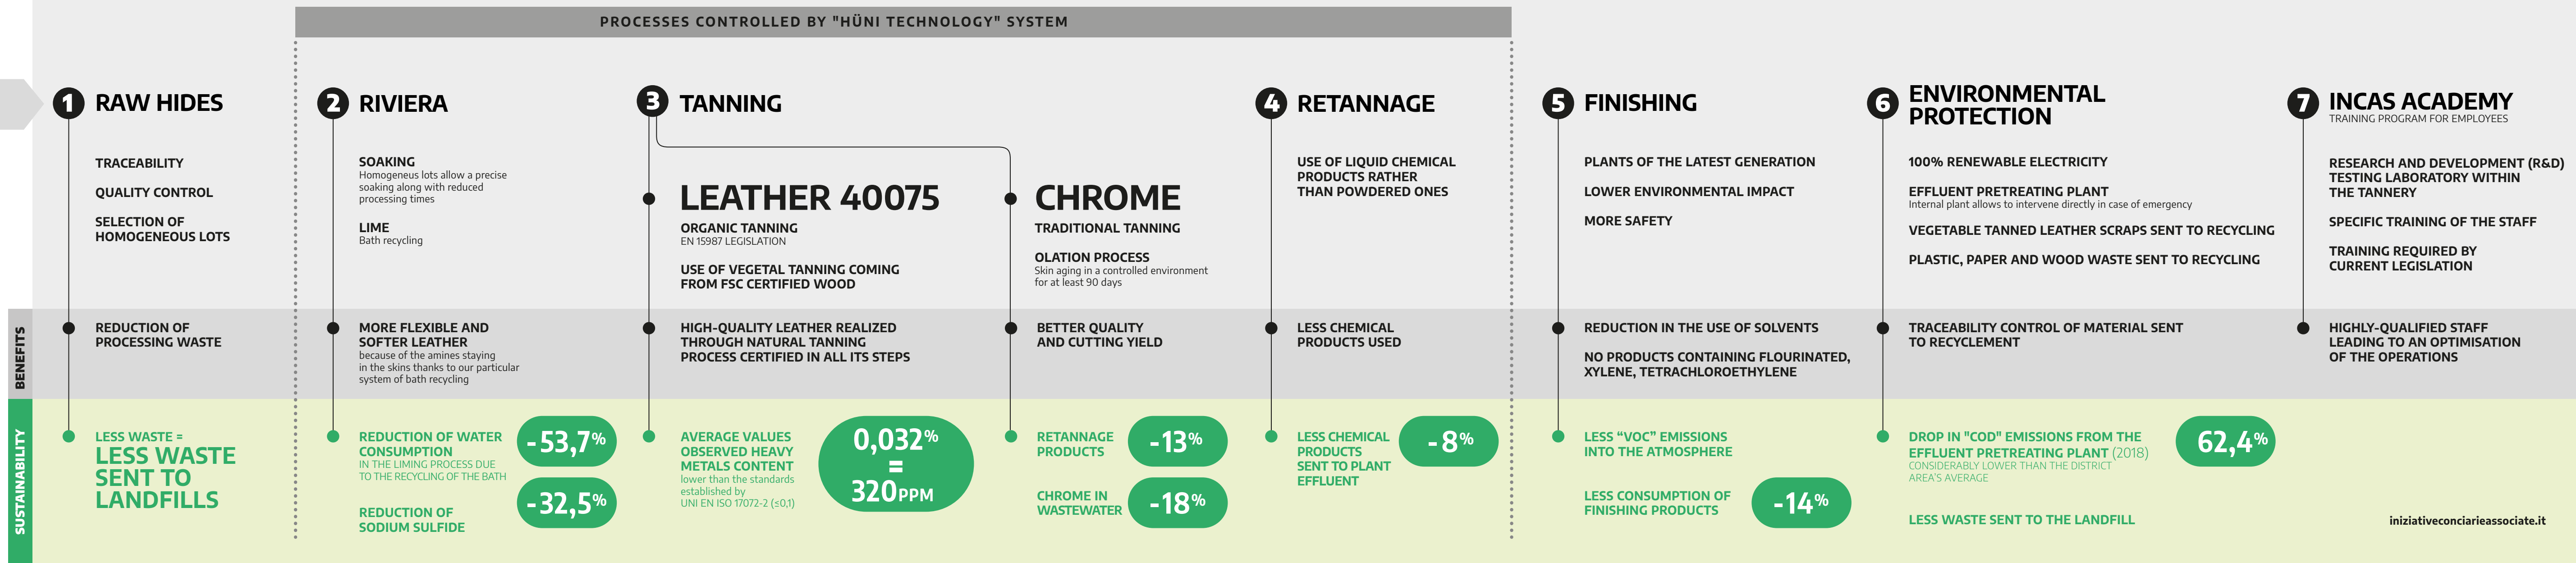 PROCESSES CONTROLLED BY "HÜNI TECHNOLOGY" SYSTEM
1 RAW HIDES
TRACEABILITY
QUALITY CONTROL
SELECTION OF
HOMOGENEOUS LOTS
2 RIVIERA
SOAKING
Homogeneus lots allow a precise
soaking along with reduced
processing times
LIME
Bath recycling
3 TANNING
LEATHER 40075
ORGANIC TANNING
EN 15987 LEGISLATION
USE OF VEGETAL TANNING COMING
FROM FSC CERTIFIED WOOD
CHROME
TRADITIONAL TANNING
OLATION PROCESS
Skin aging in a controlled environment
for at least 90 days
4 RETANNAGE
USE OF LIQUID CHEMICAL
PRODUCTS RATHER
THAN POWDERED ONES
5 FINISHING
PLANTS OF THE LATEST GENERATION
LOWER ENVIRONMENTAL IMPACT
MORE SAFETY
6 ENVIRONMENTAL
PROTECTION
100% RENEWABLE ELECTRICITY
EFFLUENT PRETREATING PLANT
Internal plant allows to intervene directly in case of emergency
VEGETABLE TANNED LEATHER SCRAPS SENT TO RECYCLING
PLASTIC, PAPER AND WOOD WASTE SENT TO RECYCLING
7 INCAS ACADEMY
TRAINING PROGRAM FOR EMPLOYEES
RESEARCH AND DEVELOPMENT (R&D)
TESTING LABORATORY WITHIN
THE TANNERY
SPECIFIC TRAINING OF THE STAFF
TRAINING REQUIRED BY
CURRENT LEGISLATION
BENEFITS
REDUCTION OF
PROCESSING WASTE
MORE FLEXIBLE AND
SOFTER LEATHER
because of the amines staying
in the skins thanks to our particular
system of bath recycling
HIGH-QUALITY LEATHER REALIZED
THROUGH NATURAL TANNING
PROCESS CERTIFIED IN ALL ITS STEPS
BETTER QUALITY
AND CUTTING YIELD
LESS CHEMICAL
PRODUCTS USED
REDUCTION IN THE USE OF SOLVENTS
NO PRODUCTS CONTAINING FLOURINATED,
XYLENE, TETRACHLOROETHYLENE
TRACEABILITY CONTROL OF MATERIAL SENT
TO RECYCLEMENT
HIGHLY-QUALIFIED STAFF
LEADING TO AN OPTIMISATION
OF THE OPERATIONS
SUSTAINABILITY
LESS WASTE =
LESS WASTE
SENT TO
LANDFILLS
REDUCTION OF WATER
CONSUMPTION
IN THE LIMING PROCESS DUE
TO THE RECYCLING OF THE BATH
-53,7%
REDUCTION OF
SODIUM SULFIDE
-32,5%
AVERAGE VALUES
OBSERVED HEAVY
METALS CONTENT
lower than the standards
established by
UNI EN ISO 17072-2 (≤0,1)
0,032%
=
320 PPM
RETANNAGE
PRODUCTS
-13%
CHROME IN
WASTEWATER
-18%
LESS CHEMICAL
PRODUCTS
SENT TO PLANT
EFFLUENT
-8%
LESS “VOC” EMISSIONS
INTO THE ATMOSPHERE
LESS CONSUMPTION OF
FINISHING PRODUCTS
-14%
DROP IN "COD" EMISSIONS FROM THE
EFFLUENT PRETREATING PLANT (2018)
CONSIDERABLY LOWER THAN THE DISTRICT
AREA'S AVERAGE
62,4%
LESS WASTE SENT TO THE LANDFILL
iniziativeconciarieassociate.it